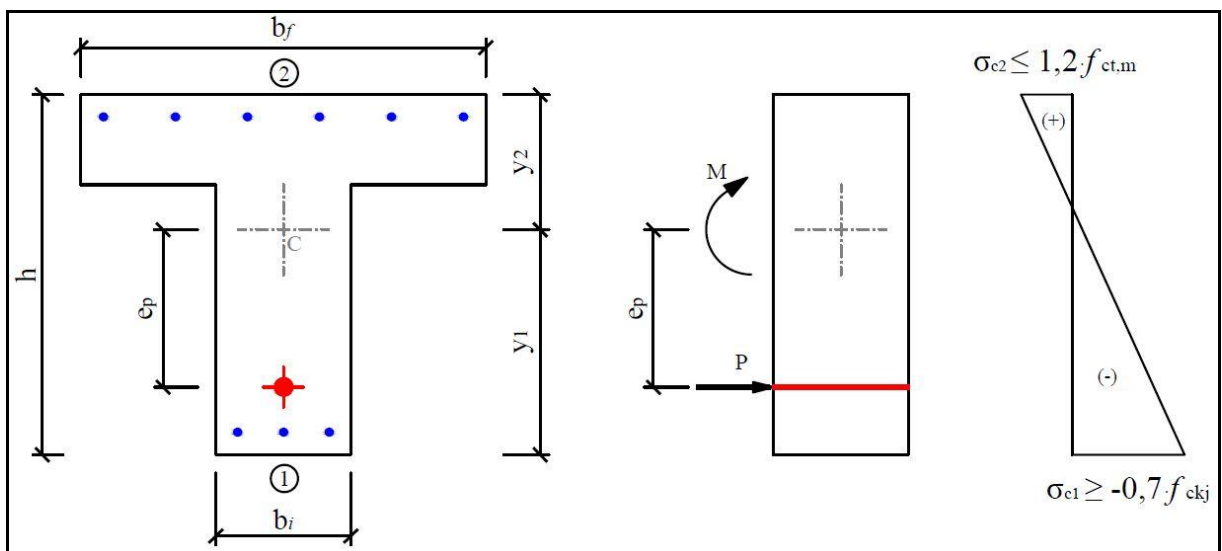 bf
②
h
eₚ
C
y2
y1
①
bi
M
eₚ
P
σc2 ≤ 1,2·fct,m
(+)
(-)
σc1 ≥ -0,7·fckj